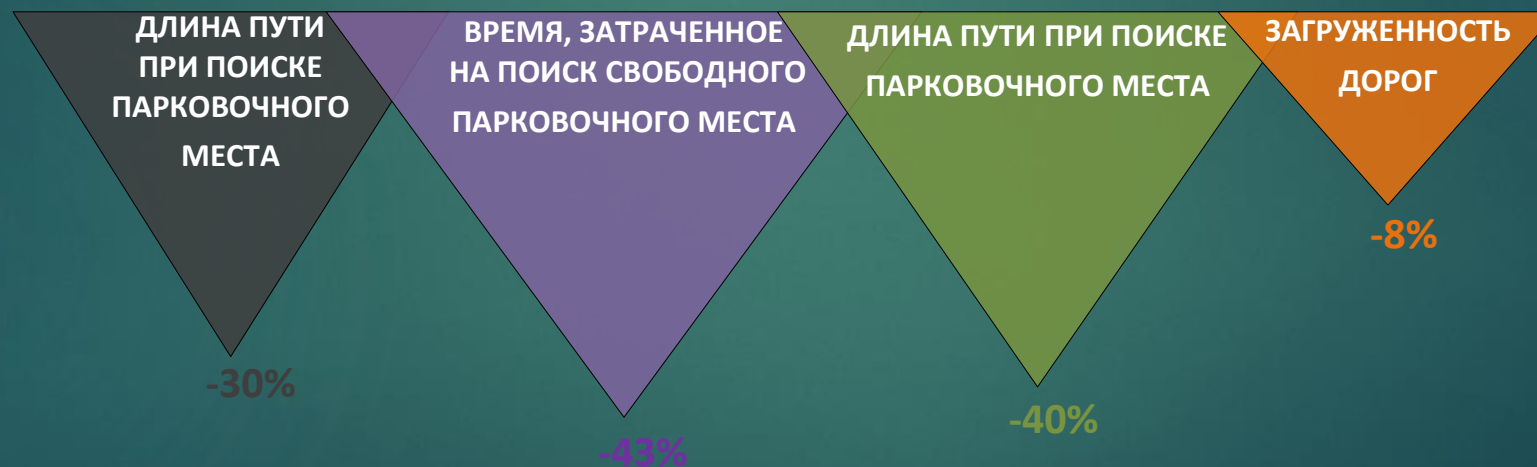 ДЛИНА ПУТИ
ПРИ ПОИСКЕ
ПАРКОВОЧНОГО
МЕСТА
-30%
ВРЕМЯ, ЗАТРАЧЕННОЕ
НА ПОИСК СВОБОДНОГО
ПАРКОВОЧНОГО МЕСТА
-43%
ДЛИНА ПУТИ ПРИ ПОИСКЕ
ПАРКОВОЧНОГО МЕСТА
-40%
ЗАГРУЖЕННОСТЬ
ДОРОГ
-8%